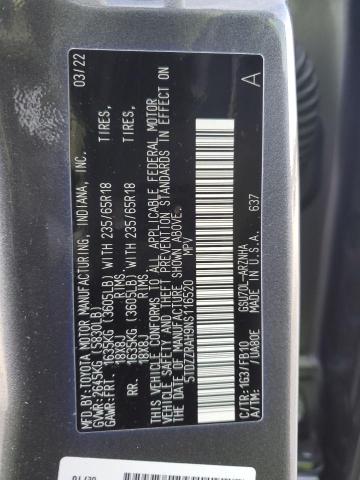 MFD.BY:TOYOTA MOTOR MANUFACTURING, INDIANA, INC. 03/22
GVWR:2645KG (5830LB)
GAWR:FRT. 1635KG (3605LB) WITH 235/65R18 TIRES,
18X8J RIMS,
RR. 1635KG (3605LB) WITH 235/65R18 TIRES,
18X8J RIMS,
THIS VEHICLE CONFORMS TO ALL APPLICABLE FEDERAL MOTOR
VEHICLE SAFETY AND THEFT PREVENTION STANDARDS IN EFFECT ON
THE DATE OF MANUFACTURE SHOWN ABOVE.
5TDZZRAH9NS116520 MPV
C/TR:1G3/FB10 GSU70L-ARZNHA
A/TM: /UA80E MADE IN U.S.A. 637
A